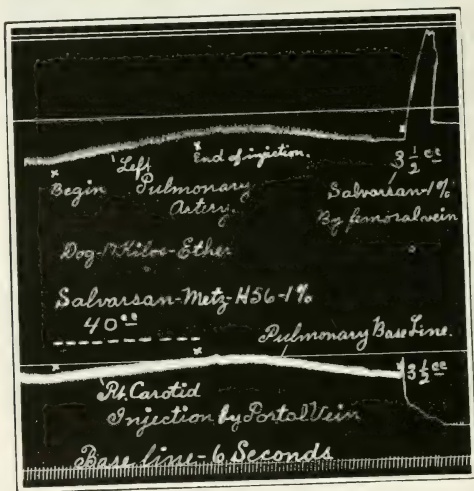 3 1/2 cc
Left
End of injection.
Begin Pulmonary
Artery.
Salvarsan-1%
By femoral vein
Dog-17 Kilos-Ether
Salvarsan-Metz-H56-1%
40 cc
Pulmonary Base Line.
3 1/2 cc
Rt. Carotid
Injection by Portal Vein
Base line-6 Seconds